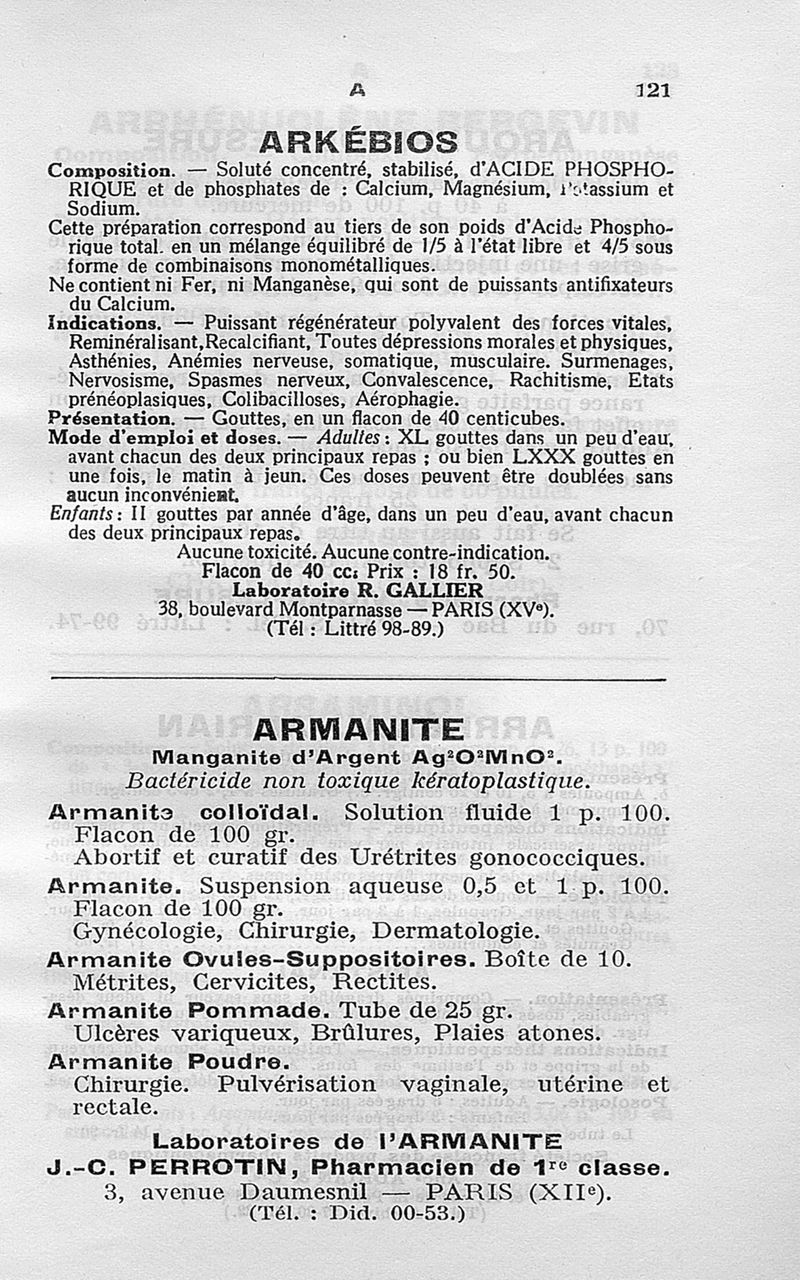 A 121
ARKÉBIOS
Composition. — Soluté concentré, stabilisé, d'ACIDE PHOSPHO-
RIQUE et de phosphates de : Calcium, Magnésium, Potassium et
Sodium.
Cette préparation correspond au tiers de son poids d'Acide Phospho-
rique total. en un mélange équilibré de 1/5 à l'état libre et 4/5 sous
forme de combinaisons monométalliques.
Ne contient ni Fer, ni Manganèse, qui sont de puissants antifixateurs
du Calcium.
Indications. — Puissant régénérateur polyvalent des forces vitales,
Reminéralisant, Recalcifiant, Toutes dépressions morales et physiques,
Asthénies, Anémies nerveuse, somatique, musculaire. Surmenages,
Nervosisme, Spasmes nerveux, Convalescence, Rachitisme, Etats
prénéoplasiques, Colibacilloses, Aérophagie.
Présentation. — Gouttes, en un flacon de 40 centicubes.
Mode d'emploi et doses. — Adultes : XL gouttes dans un peu d'eau,
avant chacun des deux principaux repas ; ou bien LXXX gouttes en
une fois, le matin à jeun. Ces doses peuvent être doublées sans
aucun inconvénient.
Enfants : II gouttes par année d'âge, dans un peu d'eau, avant chacun
des deux principaux repas.
Aucune toxicité. Aucune contre-indication.
Flacon de 40 cc. Prix : 18 fr. 50.
Laboratoire R. GALLIER
38, boulevard Montparnasse — PARIS (XVe).
(Tél : Littré 98-89.)
ARMANITE
Manganite d'Argent Ag²O²MnO².
Bactéricide non toxique kératoplastique.
Armanite colloïdal. Solution fluide 1 p. 100.
Flacon de 100 gr.
Abortif et curatif des Urétrites gonococciques.
Armanite. Suspension aqueuse 0,5 et 1 p. 100.
Flacon de 100 gr.
Gynécologie, Chirurgie, Dermatologie.
Armanite Ovules-Suppositoires. Boîte de 10.
Métrites, Cervicites, Rectites.
Armanite Pommade. Tube de 25 gr.
Ulcères variqueux, Brûlures, Plaies atones.
Armanite Poudre.
Chirurgie. Pulvérisation vaginale, utérine et
rectale.
Laboratoires de l'ARMANITE
J.-C. PERROTIN, Pharmacien de 1re classe.
3, avenue Daumesnil — PARIS (XIIe).
(Tél. : Did. 00-53.)